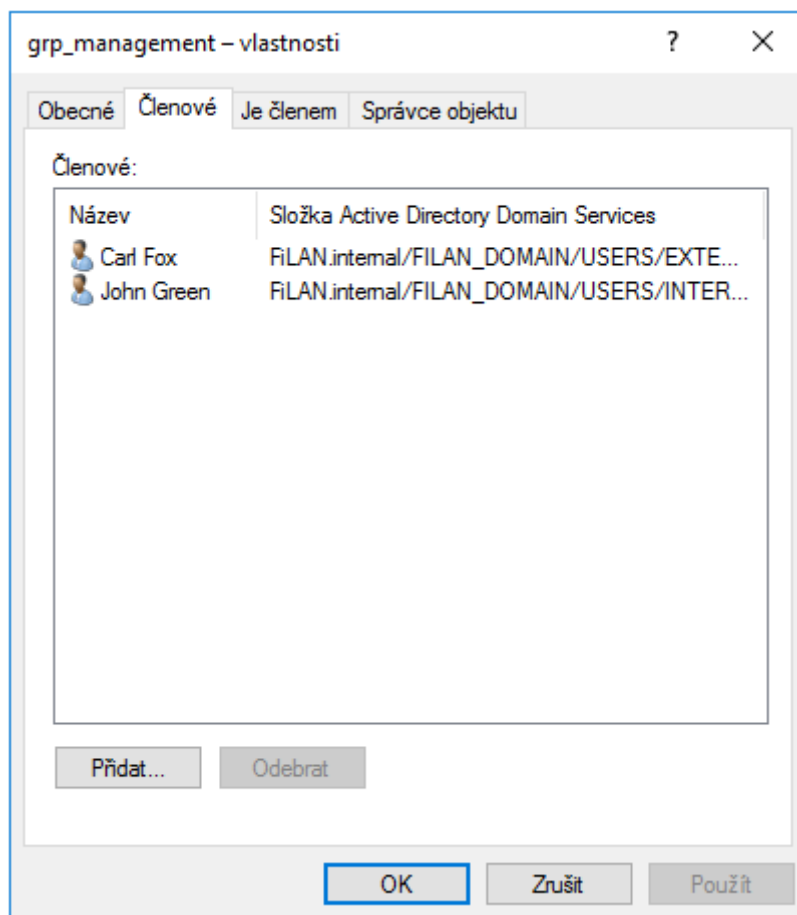 grp_management – vlastnosti ?
Obecné Členové Je členem Správce objektu
Členové:
Název Složka Active Directory Domain Services
Carl Fox FiLAN.internal/FILAN_DOMAIN/USERS/EXTE...
John Green FiLAN.internal/FILAN_DOMAIN/USERS/INTER...
Přidat... Odebrat
OK Zrušit Použít